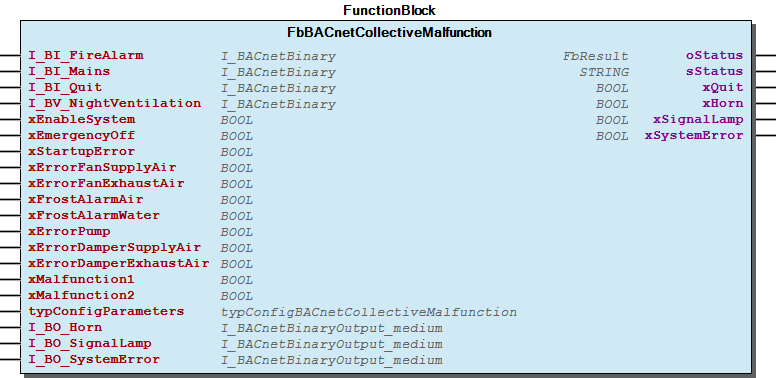 FunctionBlock
FbBACnetCollectiveMalfunction
I_BI_FireAlarm I_BACnetBinary FbResult oStatus
I_BI_Mains I_BACnetBinary STRING sStatus
I_BI_Quit I_BACnetBinary BOOL xQuit
I_BV_NightVentilation I_BACnetBinary BOOL xHorn
xEnableSystem BOOL BOOL xSignalLamp
xEmergencyOff BOOL BOOL xSystemError
xStartupError BOOL
xErrorFanSupplyAir BOOL
xErrorFanExhaustAir BOOL
xFrostAlarmAir BOOL
xFrostAlarmWater BOOL
xErrorPump BOOL
xErrorDamperSupplyAir BOOL
xErrorDamperExhaustAir BOOL
xMalfunction1 BOOL
xMalfunction2 BOOL
typConfigParameters typConfigBACnetCollectiveMalfunction
I_BO_Horn I_BACnetBinaryOutput_medium
I_BO_SignalLamp I_BACnetBinaryOutput_medium
I_BO_SystemError I_BACnetBinaryOutput_medium